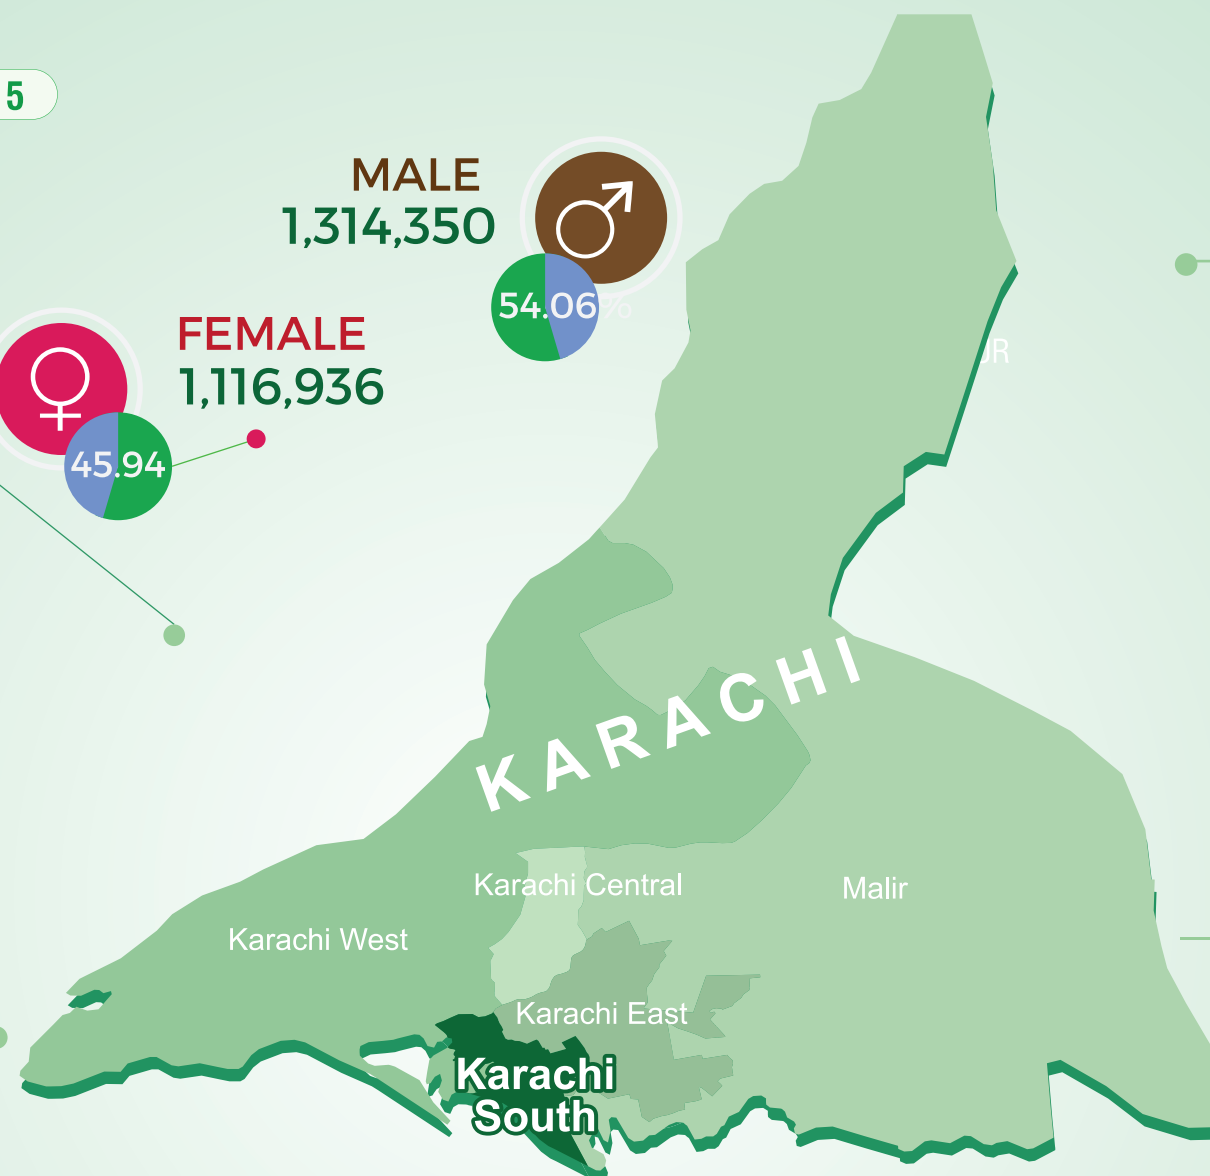 5
MALE
1,314,350
54.06%
FEMALE
1,116,936
45.94
KARACHI
Karachi Central
Malir
Karachi West
Karachi East
Karachi
South